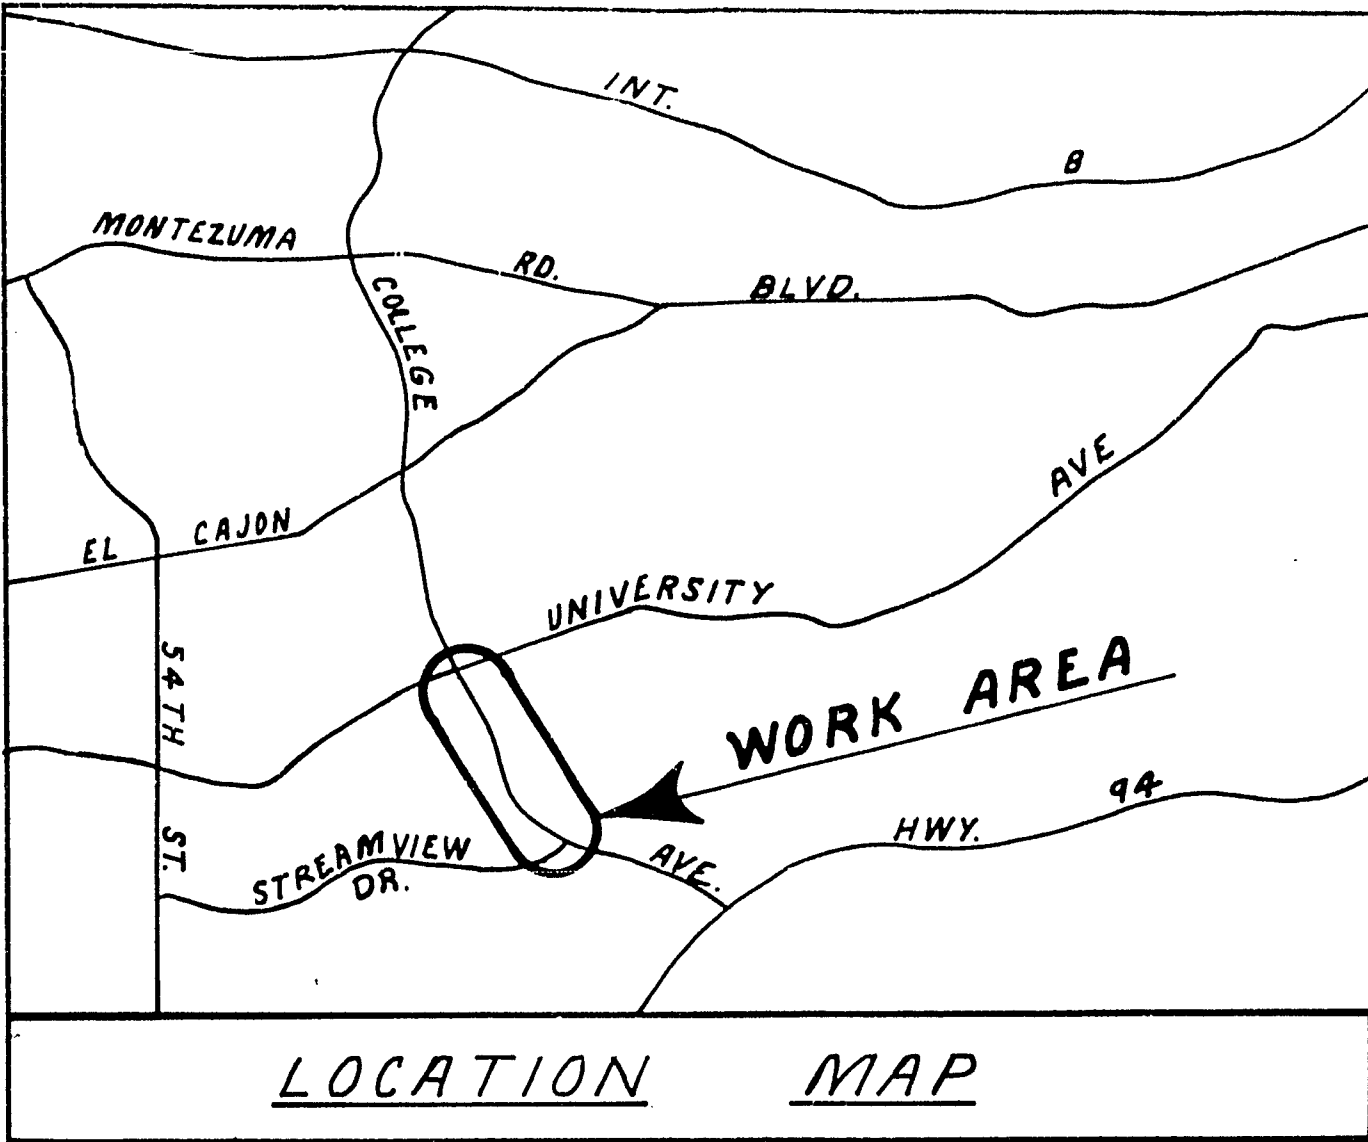 INT. 8
MONTEZUMA RD.
BLVD.
COLLEGE
AVE
EL CAJON
UNIVERSITY
54TH ST.
WORK AREA
94
HWY.
STREAMVIEW
DR.
AVE.
LOCATION MAP